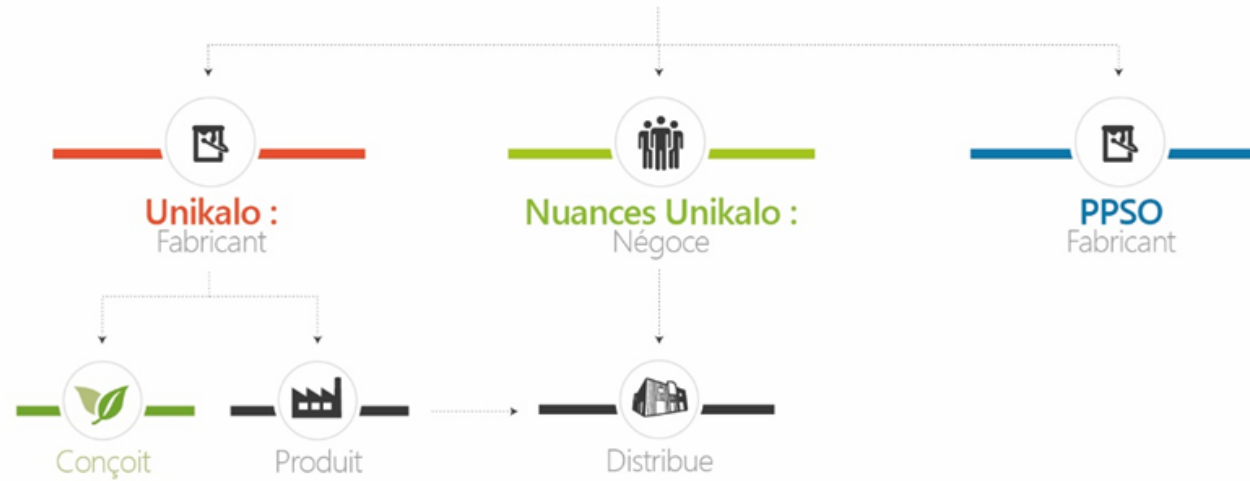 Unikalo :
Fabricant
Nuances Unikalo :
Négoce
PPSO
Fabricant
Conçoit
Produit
Distribue